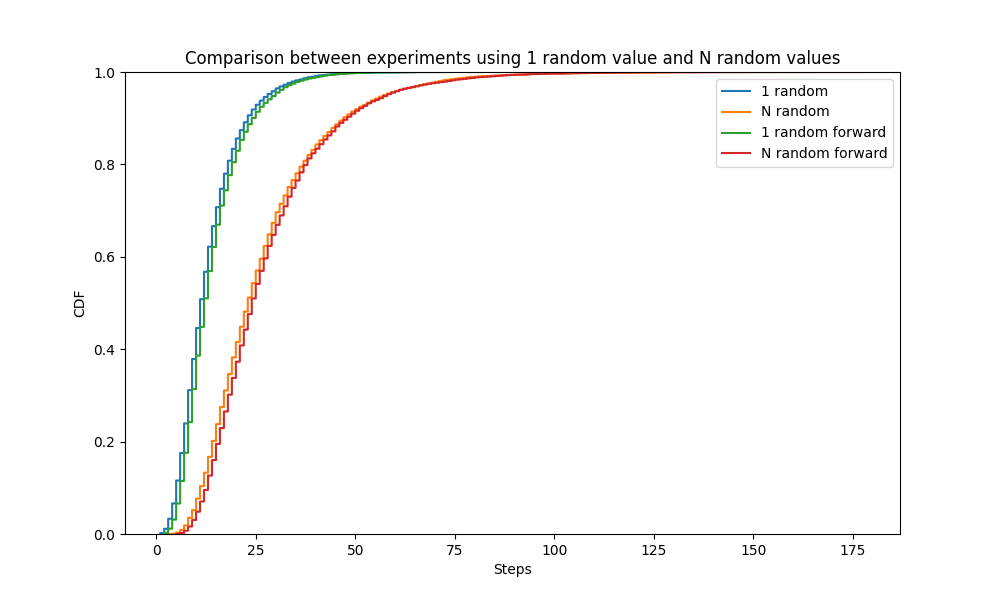 Comparison between experiments using 1 random value and N random values
1.0
0.8
0.6
0.4
0.2
0.0
CDF
0 25 50 75 100 125 150 175
Steps
1 random
N random
1 random forward
N random forward